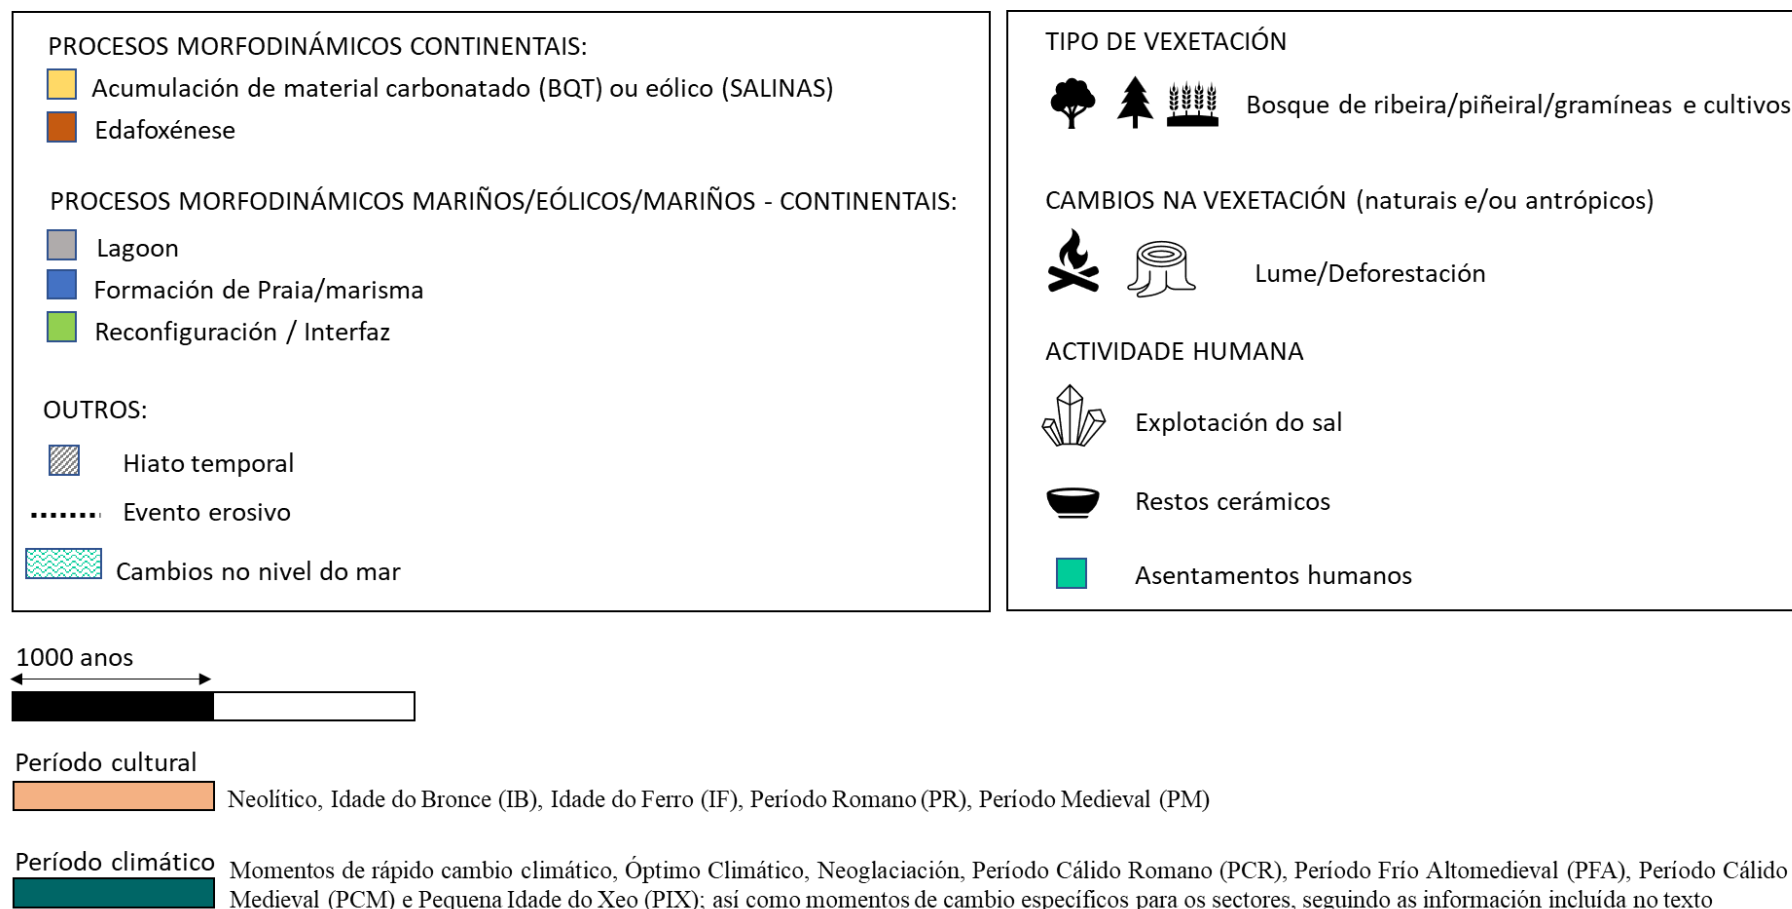 PROCESOS MORFODINÁMICOS CONTINENTAIS:
Acumulación de material carbonatado (BQT) ou eólico (SALINAS)
Edafoxénese
PROCESOS MORFODINÁMICOS MARIÑOS/EÓLICOS/MARIÑOS - CONTINENTAIS:
Lagoon
Formación de Praia/marisma
Reconfiguración / Interfaz
OUTROS:
Hiato temporal
Evento erosivo
Cambios no nivel do mar
TIPO DE VEXETACIÓN
Bosque de ribeira/piñeiral/gramíneas e cultivos
CAMBIOS NA VEXETACIÓN (naturais e/ou antrópicos)
Lume/Deforestación
ACTIVIDADE HUMANA
Explotación do sal
Restos cerámicos
Asentamentos humanos
1000 anos
Período cultural
Neolítico, Idade do Bronce (IB), Idade do Ferro (IF), Período Romano (PR), Período Medieval (PM)
Período climático
Momentos de rápido cambio climático, Óptimo Climático, Neoglaciación, Período Cálido Romano (PCR), Período Frío Altomedieval (PFA), Período Cálido
Medieval (PCM) e Pequena Idade do Xeo (PIX); así como momentos de cambio específicos para os sectores, seguindo as información incluída no texto